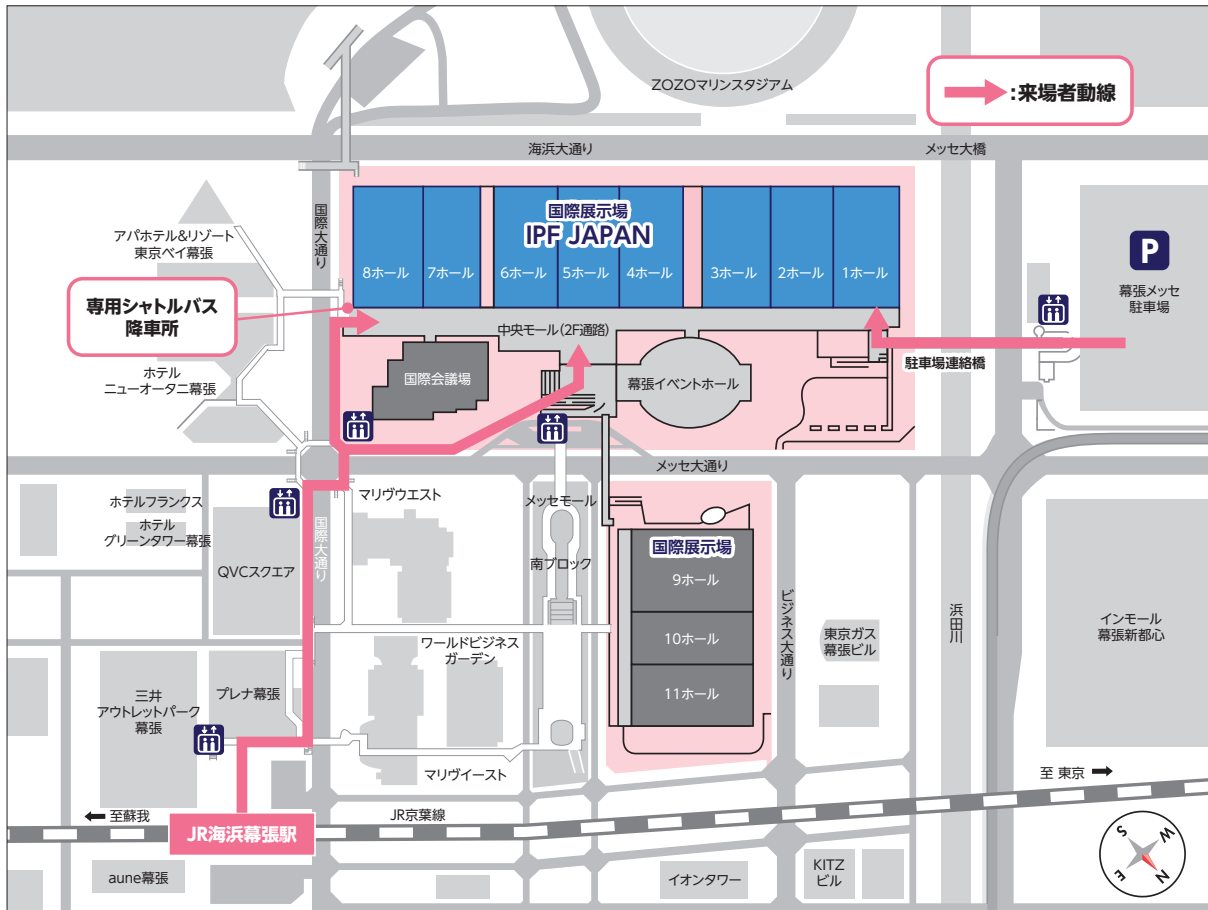 ZOZOマリンスタジアム
:来場者動線
海浜大通り
メッセ大橋
国際大通り
アパホテル&リゾート
東京ベイ幕張
国際展示場
IPF JAPAN
8ホール
7ホール
6ホール
5ホール
4ホール
3ホール
2ホール
1ホール
P
幕張メッセ
駐車場
専用シャトルバス
降車所
中央モール(2F通路)
駐車場連絡橋
国際会議場
幕張イベントホール
ホテル
ニューオータニ幕張
メッセ大通り
ホテルフランクス
ホテル
グリーンタワー幕張
QVCスクエア
国際大通り
マリヴウエスト
メッセモール
南ブロック
国際展示場
9ホール
10ホール
11ホール
ビジネス大通り
東京ガス
幕張ビル
浜田川
インモール
幕張新都心
ワールドビジネス
ガーデン
プレナ幕張
三井
アウトレットパーク
幕張
マリヴイースト
至 東京
至蘇我
JR京葉線
JR海浜幕張駅
aune幕張
イオンタワー
KITZ
ビル
S
W
E
N